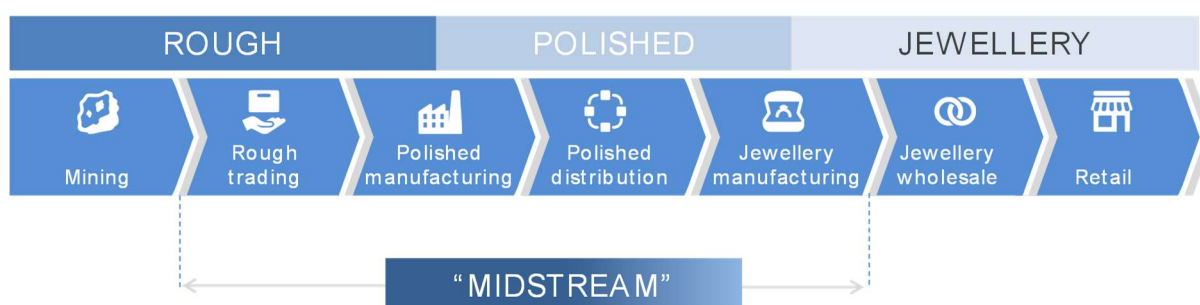 ROUGH
POLISHED
JEWELLERY
Mining
Rough
trading
Polished
manufacturing
Polished
distribution
Jewellery
manufacturing
Jewellery
wholesale
Retail
“MIDSTREAM”